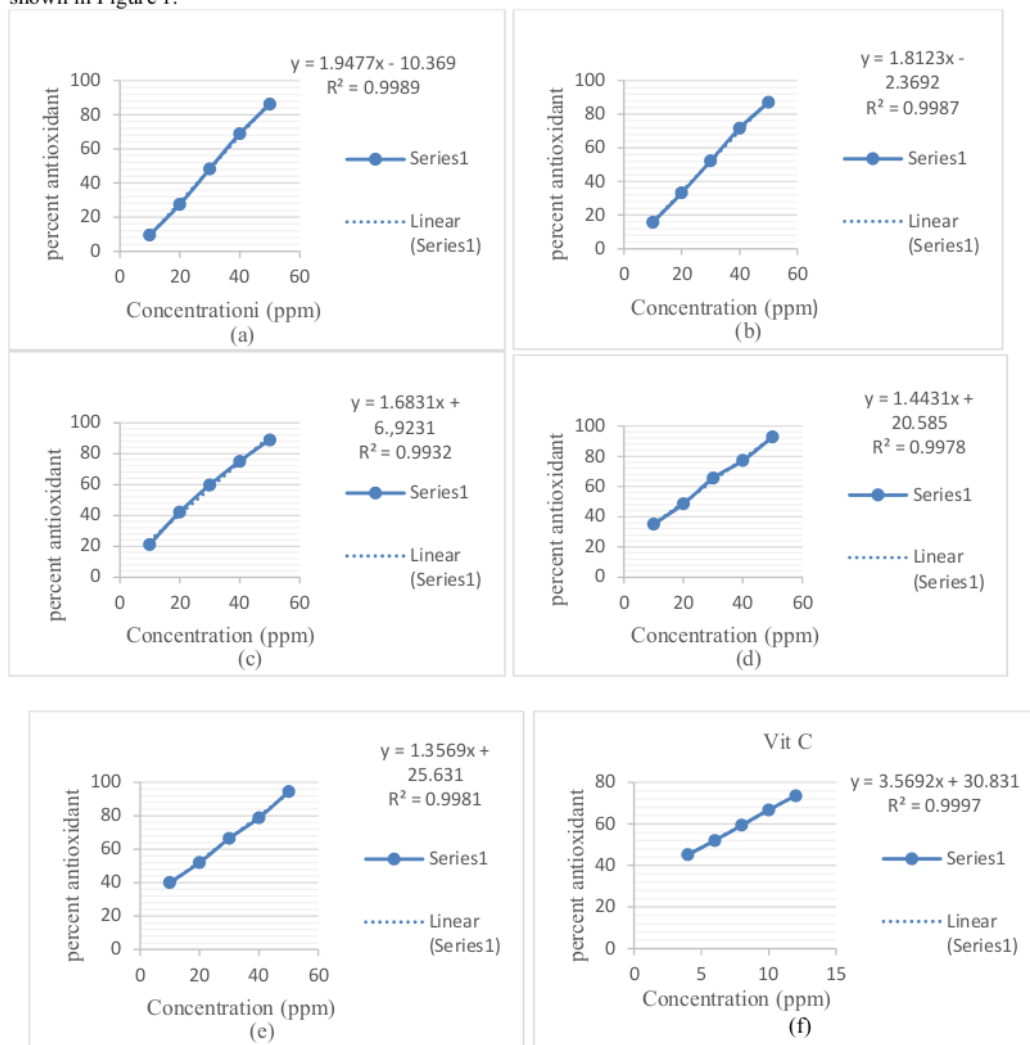 shown in Figure 1.
y = 1.9477x - 10.369
R² = 0.9989
percent antioxidant
100
80
60
40
20
0
Series1
Linear
(Series1)
0 20 40 60
Concentrationi (ppm)
(a)
y = 1.8123x -
2.3692
R² = 0.9987
percent antioxidant
100
80
60
40
20
0
Series1
Linear
(Series1)
0 20 40 60
Concentration (ppm)
(b)
y = 1.6831x +
6.,9231
R² = 0.9932
percent antioxidant
100
80
60
40
20
0
Series1
Linear
(Series1)
0 20 40 60
Concentration (ppm)
(c)
y = 1.4431x +
20.585
R² = 0.9978
percent antioxidant
100
80
60
40
20
0
Series1
Linear
(Series1)
0 20 40 60
Concentration (ppm)
(d)
y = 1.3569x +
25.631
R² = 0.9981
percent antioxidant
100
80
60
40
20
0
Series1
Linear
(Series1)
0 20 40 60
Concentration (ppm)
(e)
Vit C
y = 3.5692x + 30.831
R² = 0.9997
percent antioxidant
80
60
40
20
0
Series1
Linear
(Series1)
0 5 10 15
Concentration (ppm)
(f)